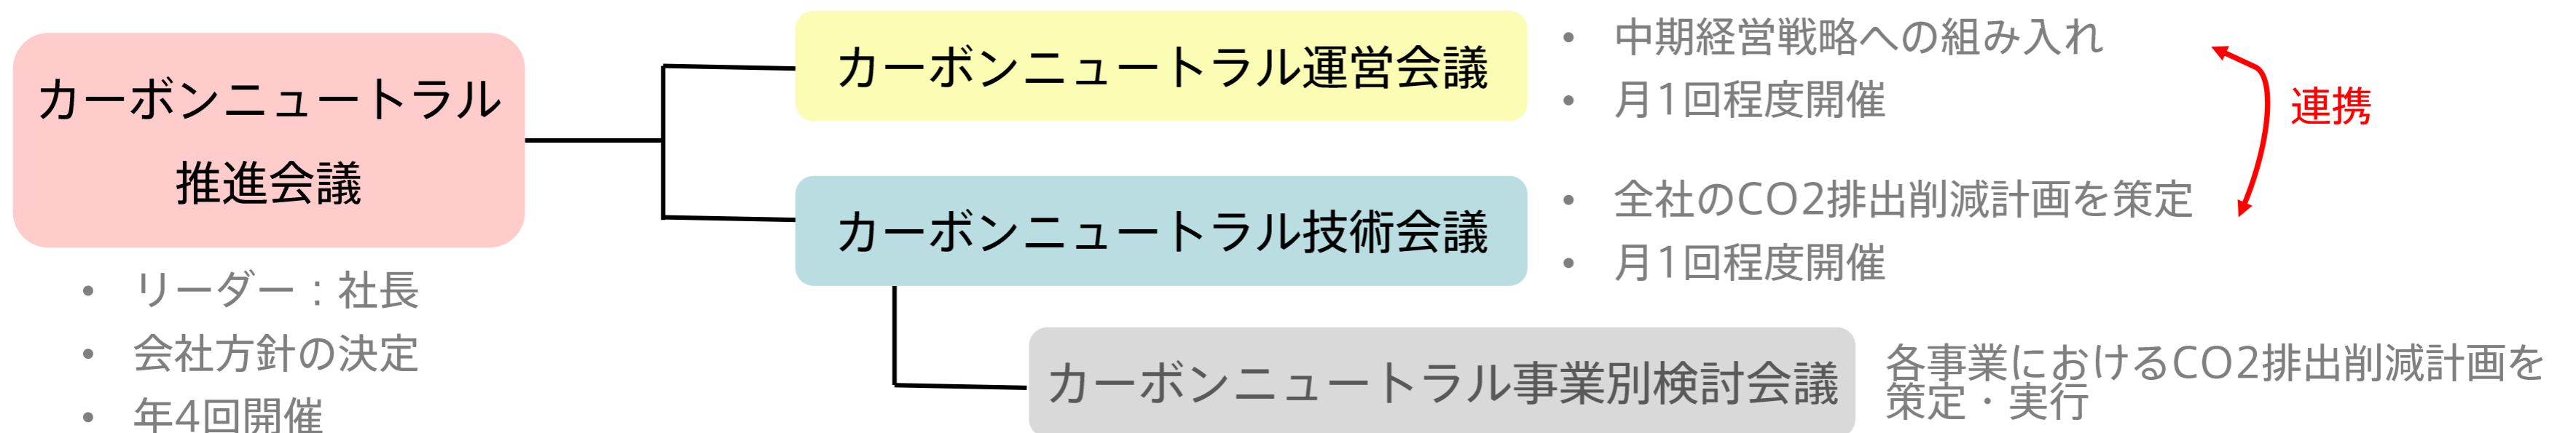 カーボンニュートラル
推進会議
• リーダー：社長
• 会社方針の決定
• 年4回開催
カーボンニュートラル運営会議
• 中期経営戦略への組み入れ
• 月1回程度開催
連携
カーボンニュートラル技術会議
• 全社のCO2排出削減計画を策定
• 月1回程度開催
カーボンニュートラル事業別検討会議
各事業におけるCO2排出削減計画を
策定・実行